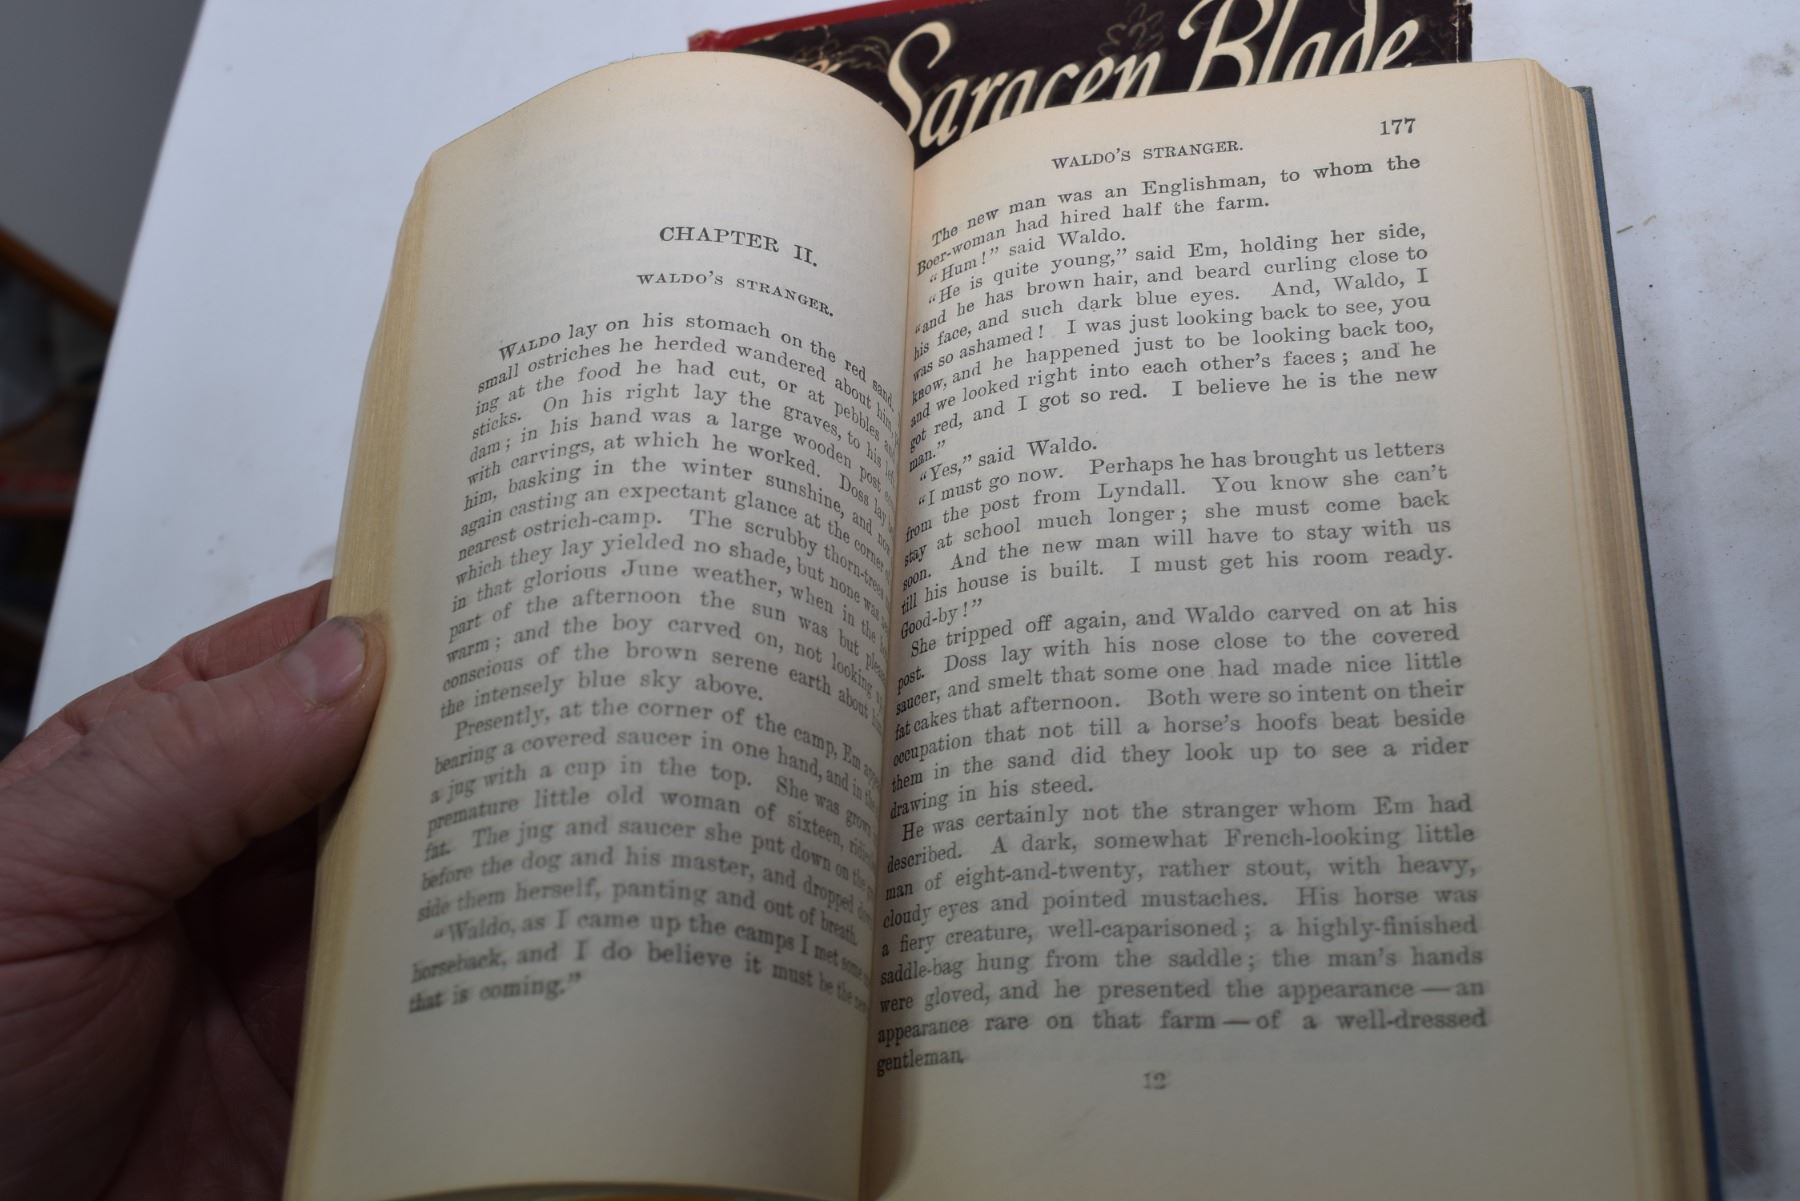 Saracen Blade
CHAPTER II.
WALDO'S STRANGER.
WALDO lay on his stomach on the red sand.
small ostriches he herded wandered about him,
ing at the food he had cut, or at pebbles and
sticks. On his right lay the graves, to his left
dam; in his hand was a large wooden post
with carvings, at which he worked. Doss lay
him, basking in the winter sunshine, and now
again casting an expectant glance at the corner of
nearest ostrich-camp. The scrubby thorn-trees
which they lay yielded no shade, but none was
in that glorious June weather, when in the
part of the afternoon the sun was but
warm; and the boy carved on, not looking
conscious of the brown serene earth about him
the intensely blue sky above.
Presently, at the corner of the camp, Em
bearing a covered saucer in one hand, and in the
a jug with a cup in the top. She was grown
premature little old woman of sixteen,
fat. The jug and saucer she put down on the
before the dog and his master, and dropped down
side them herself, panting and out of breath.
"Waldo, as I came up the camps I met some
horseback, and I do believe it must be the
that is coming."
177
WALDO'S STRANGER.
The new man was an Englishman, to whom the
Boer-woman had hired half the farm.
"Hum!" said Waldo.
"He is quite young," said Em, holding her side,
"and he has brown hair, and beard curling close to
his face, and such dark blue eyes. And, Waldo, I
was so ashamed! I was just looking back to see, you
know, and he happened just to be looking back too,
and we looked right into each other's faces; and he
got red, and I got so red. I believe he is the new
man."
"Yes," said Waldo.
"I must go now. Perhaps he has brought us letters
from the post from Lyndall. You know she can't
stay at school much longer; she must come back
soon. And the new man will have to stay with us
till his house is built. I must get his room ready.
Good-by!"
She tripped off again, and Waldo carved on at his
post. Doss lay with his nose close to the covered
saucer, and smelt that some one had made nice little
fat cakes that afternoon. Both were so intent on their
occupation that not till a horse's hoofs beat beside
them in the sand did they look up to see a rider
drawing in his steed.
He was certainly not the stranger whom Em had
described. A dark, somewhat French-looking little
man of eight-and-twenty, rather stout, with heavy,
cloudy eyes and pointed mustaches. His horse was
a fiery creature, well-caparisoned; a highly-finished
saddle-bag hung from the saddle; the man's hands
were gloved, and he presented the appearance — an
appearance rare on that farm — of a well-dressed
gentleman.
12